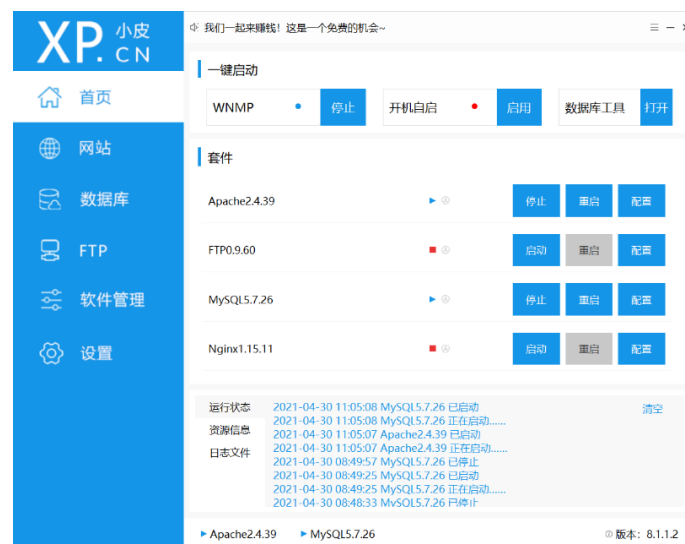 XP.CN 小皮
我们一起来赚钱！这是一个免费的机会~
首页
网站
数据库
FTP
软件管理
设置
一键启动
WNMP 停止 开机自启 启用 数据库工具 打开
套件
Apache2.4.39 停止 重启 配置
FTP0.9.60 启动 重启 配置
MySQL5.7.26 停止 重启 配置
Nginx1.15.11 启动 重启 配置
运行状态
资源信息
日志文件
2021-04-30 11:05:08 MySQL5.7.26 已启动
2021-04-30 11:05:08 MySQL5.7.26 正在启动......
2021-04-30 11:05:07 Apache2.4.39 已启动
2021-04-30 11:05:07 Apache2.4.39 正在启动......
2021-04-30 08:49:57 MySQL5.7.26 已停止
2021-04-30 08:49:25 MySQL5.7.26 已启动
2021-04-30 08:49:25 MySQL5.7.26 正在启动......
2021-04-30 08:48:33 MySQL5.7.26 已停止
清空
Apache2.4.39 MySQL5.7.26 版本：8.1.1.2